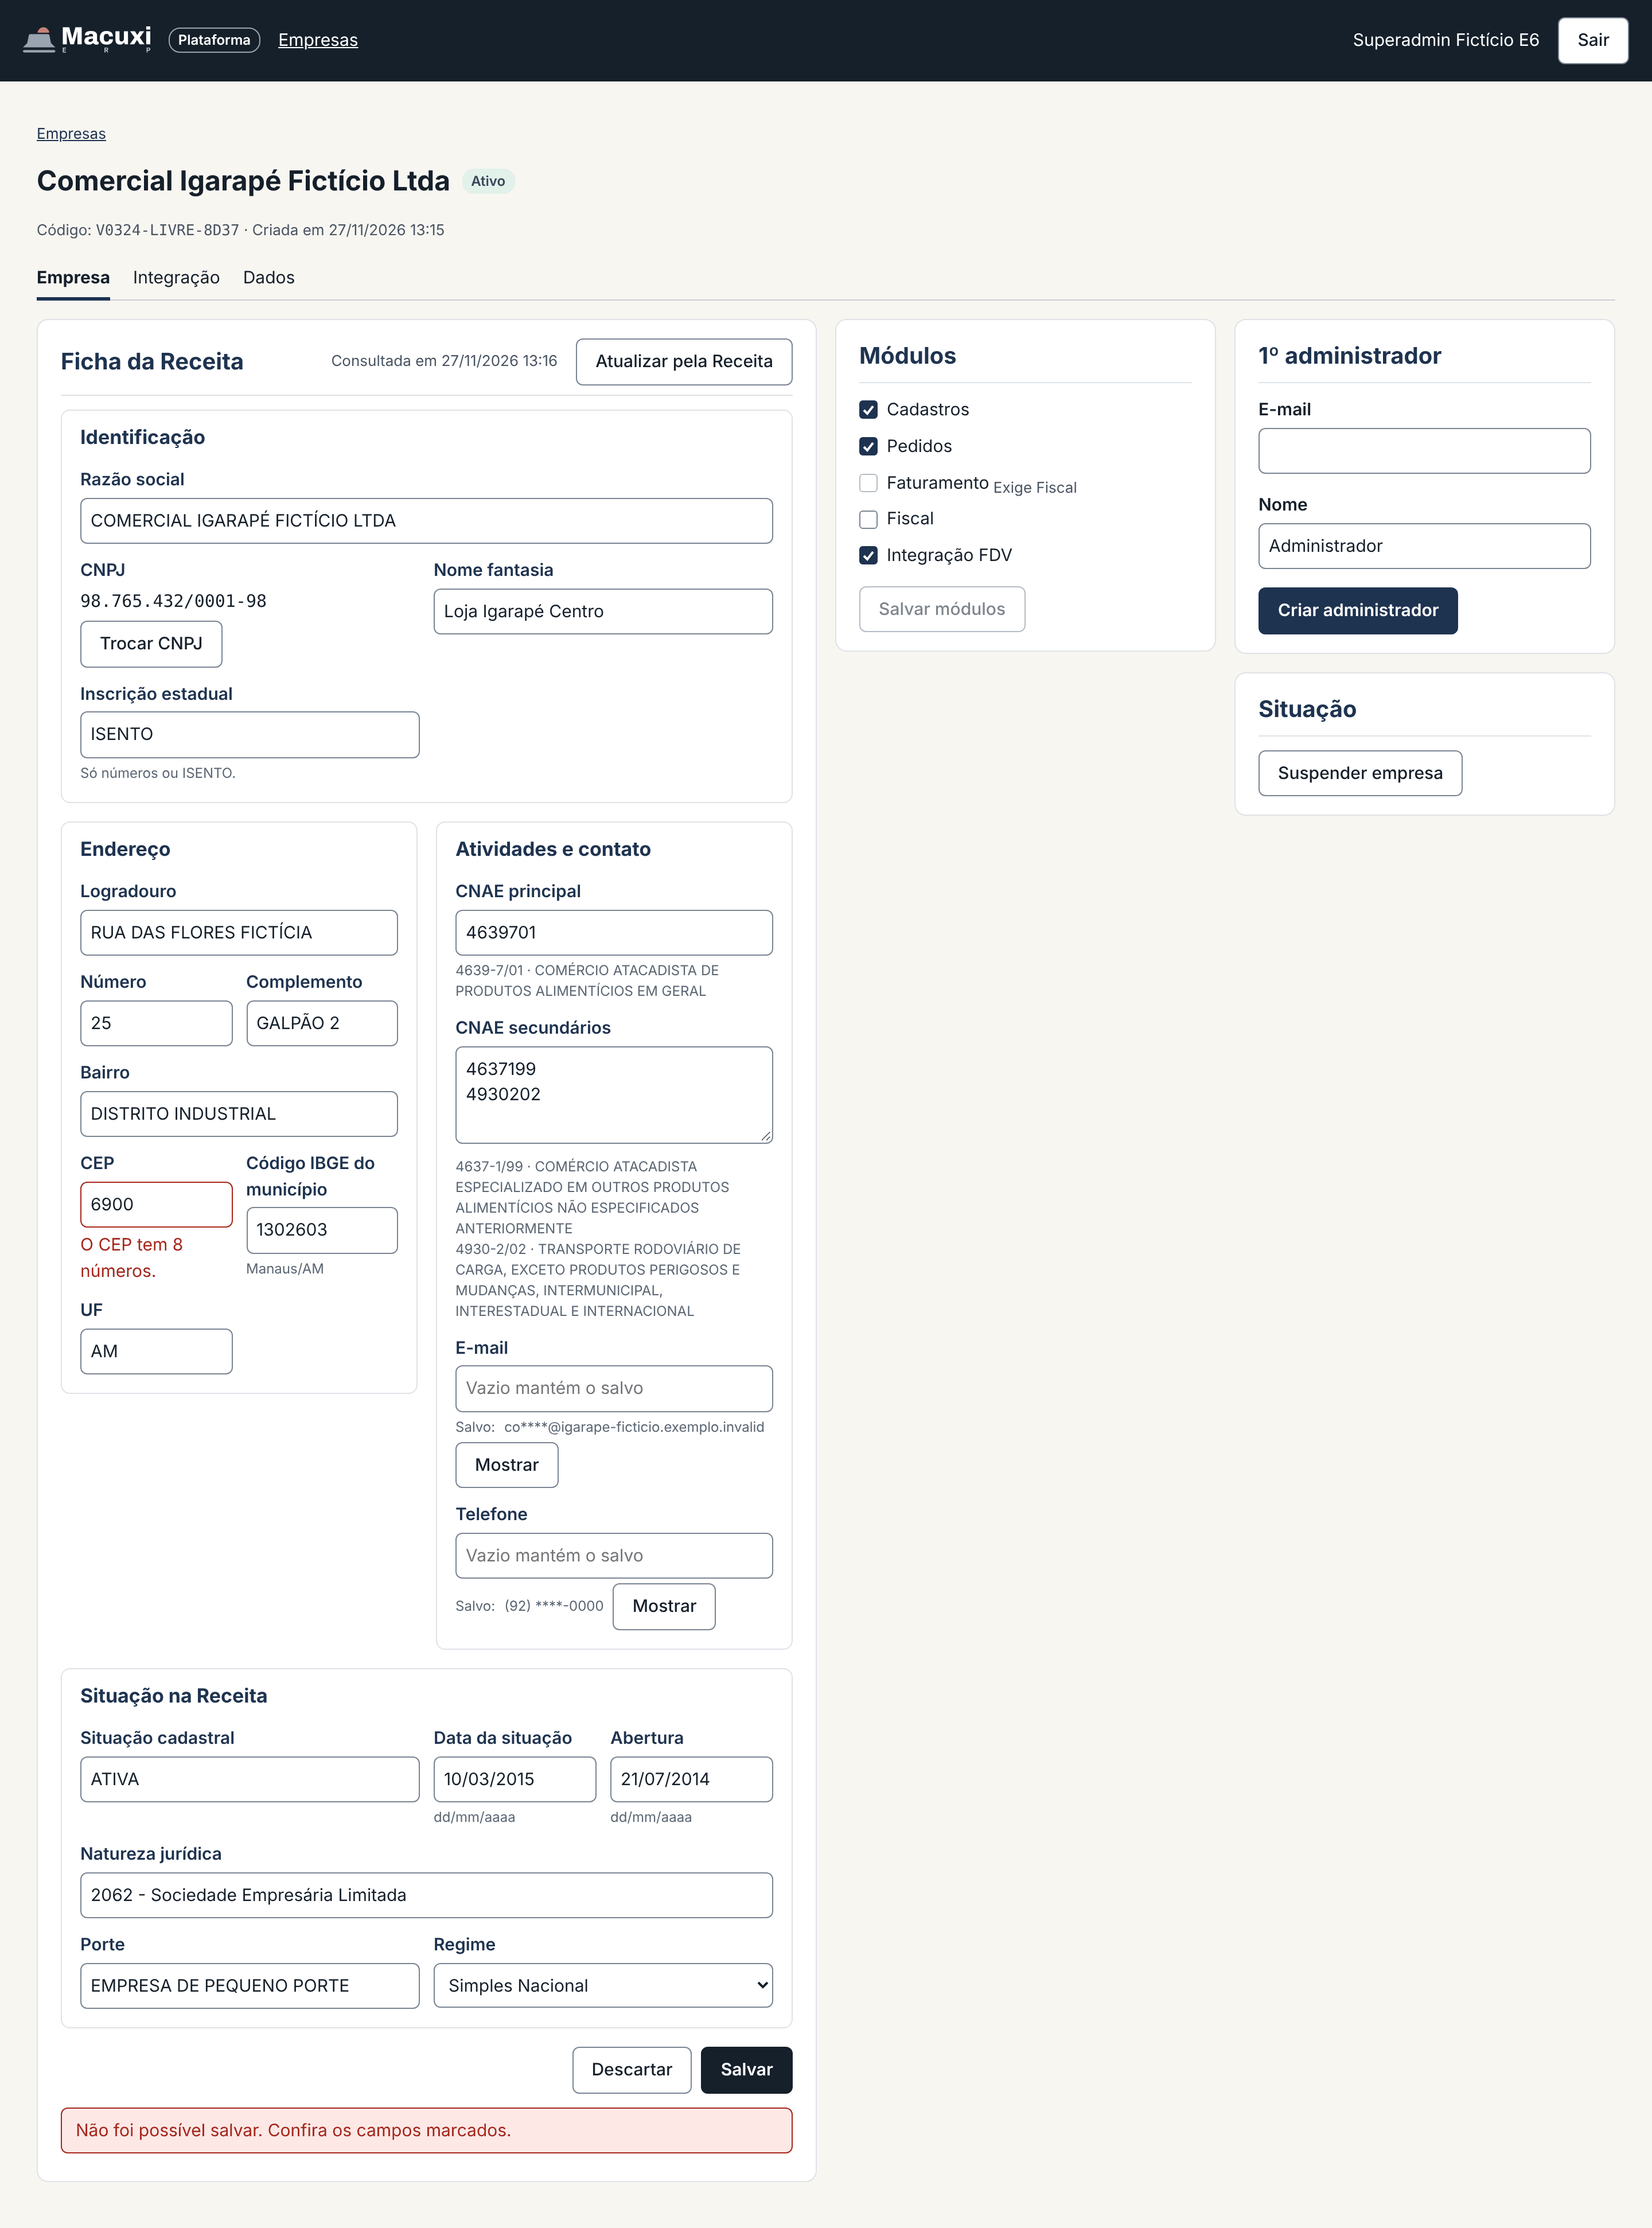 Macuxi
E R P
Plataforma
Empresas
Superadmin Fictício E6
Sair
Empresas
Comercial Igarapé Fictício Ltda
Ativo
Código: V0324-LIVRE-8D37 · Criada em 27/11/2026 13:15
Empresa
Integração
Dados
Ficha da Receita
Consultada em 27/11/2026 13:16
Atualizar pela Receita
Identificação
Razão social
COMERCIAL IGARAPÉ FICTÍCIO LTDA
CNPJ
98.765.432/0001-98
Trocar CNPJ
Nome fantasia
Loja Igarapé Centro
Inscrição estadual
ISENTO
Só números ou ISENTO.
Endereço
Logradouro
RUA DAS FLORES FICTÍCIA
Número
25
Complemento
GALPÃO 2
Bairro
DISTRITO INDUSTRIAL
CEP
6900
O CEP tem 8
números.
Código IBGE do
município
1302603
Manaus/AM
UF
AM
Atividades e contato
CNAE principal
4639701
4639-7/01 · COMÉRCIO ATACADISTA DE
PRODUTOS ALIMENTÍCIOS EM GERAL
CNAE secundários
4637199
4930202
4637-1/99 · COMÉRCIO ATACADISTA
ESPECIALIZADO EM OUTROS PRODUTOS
ALIMENTÍCIOS NÃO ESPECIFICADOS
ANTERIORMENTE
4930-2/02 · TRANSPORTE RODOVIÁRIO DE
CARGA, EXCETO PRODUTOS PERIGOSOS E
MUDANÇAS, INTERMUNICIPAL,
INTERESTADUAL E INTERNACIONAL
E-mail
Vazio mantém o salvo
Salvo: co****@igarape-ficticio.exemplo.invalid
Mostrar
Telefone
Vazio mantém o salvo
Salvo: (92) ****-0000
Mostrar
Situação na Receita
Situação cadastral
ATIVA
Data da situação
10/03/2015
dd/mm/aaaa
Abertura
21/07/2014
dd/mm/aaaa
Natureza jurídica
2062 - Sociedade Empresária Limitada
Porte
EMPRESA DE PEQUENO PORTE
Regime
Simples Nacional
Descartar
Salvar
Não foi possível salvar. Confira os campos marcados.
Módulos
Cadastros
Pedidos
Faturamento Exige Fiscal
Fiscal
Integração FDV
Salvar módulos
1º administrador
E-mail
Nome
Administrador
Criar administrador
Situação
Suspender empresa